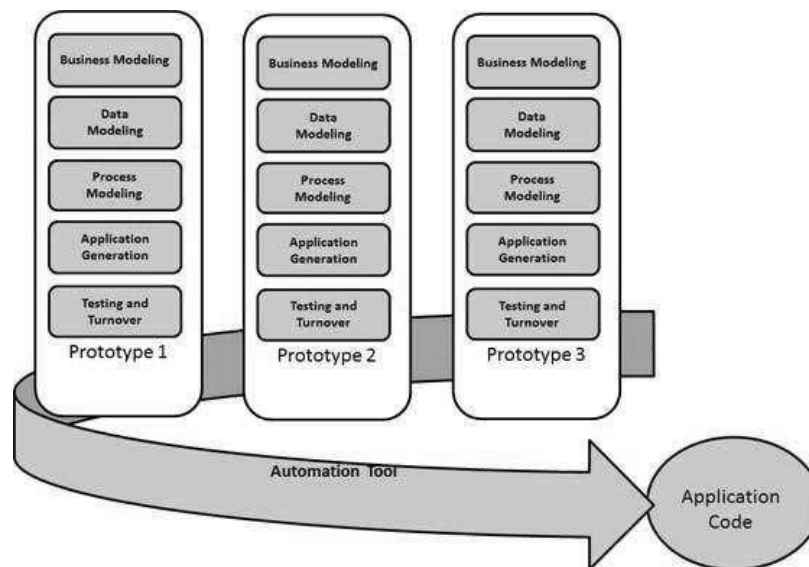 Business Modeling
Data
Modeling
Process
Modeling
Application
Generation
Testing and
Turnover
Prototype 1
Business Modeling
Data
Modeling
Process
Modeling
Application
Generation
Testing and
Turnover
Prototype 2
Business Modeling
Data
Modeling
Process
Modeling
Application
Generation
Testing and
Turnover
Prototype 3
Automation Tool
Application
Code